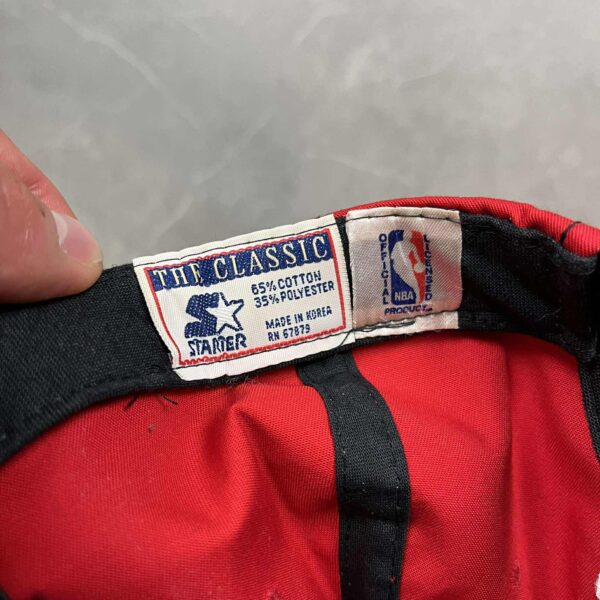 THE CLASSIC
65% COTTON
35% POLYESTER
STARTER
MADE IN KOREA
RN 67879
OFFICIAL
LICENSED
NBA
PRODUCT